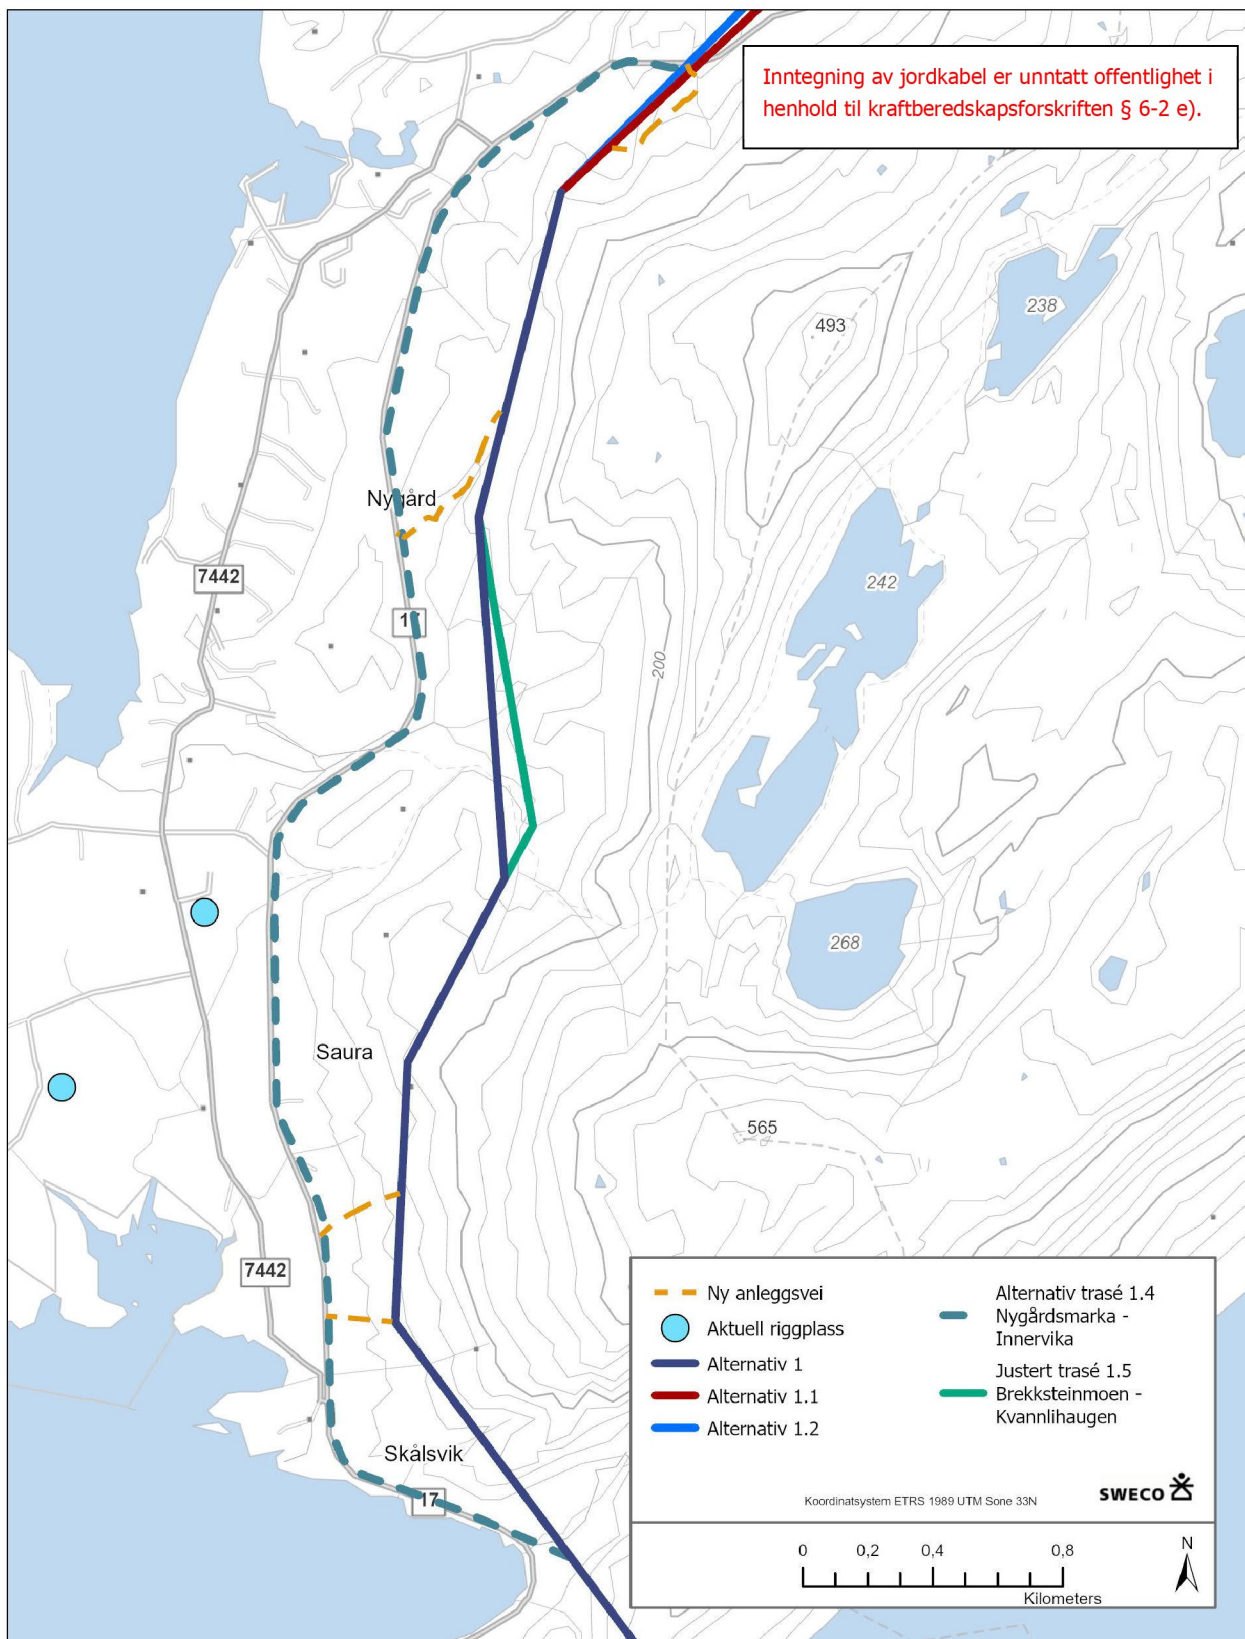 Inntegning av jordkabel er unntatt offentlighet i
henhold til kraftberedskapsforskriften § 6-2 e).
238
493
Nygård
7442
242
17
200
268
Saura
565
7442
Skålsvik
17
Ny anleggsvei
Aktuell riggplass
Alternativ 1
Alternativ 1.1
Alternativ 1.2
Alternativ trasé 1.4
Nygårdsmarka -
Innervika
Justert trasé 1.5
Brekksteinmoen -
Kvannlihaugen
Koordinatsystem ETRS 1989 UTM Sone 33N
SWECO
0 0,2 0,4 0,8
Kilometers
N